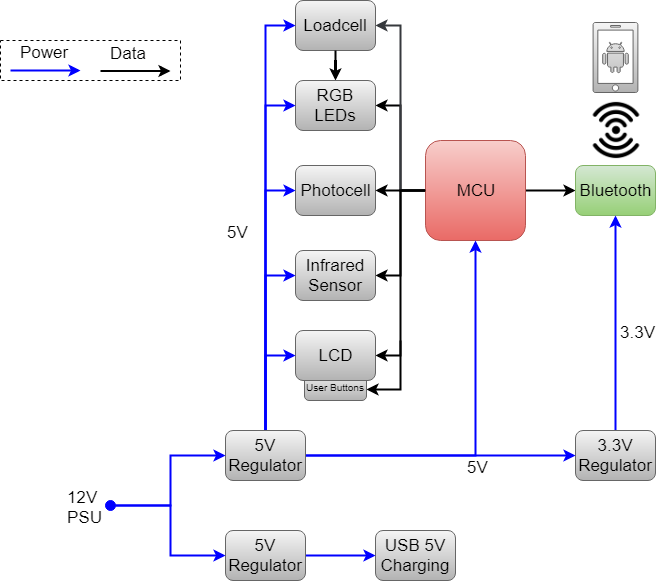 Power
Data
Loadcell
RGB
LEDs
Photocell
MCU
Bluetooth
5V
Infrared
Sensor
3.3V
LCD
User Buttons
5V
Regulator
5V
3.3V
Regulator
12V
PSU
5V
Regulator
USB 5V
Charging